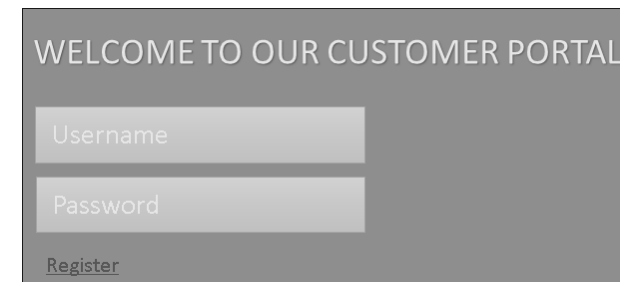 WELCOME TO OUR CUSTOMER PORTAL
Username
Password
Register